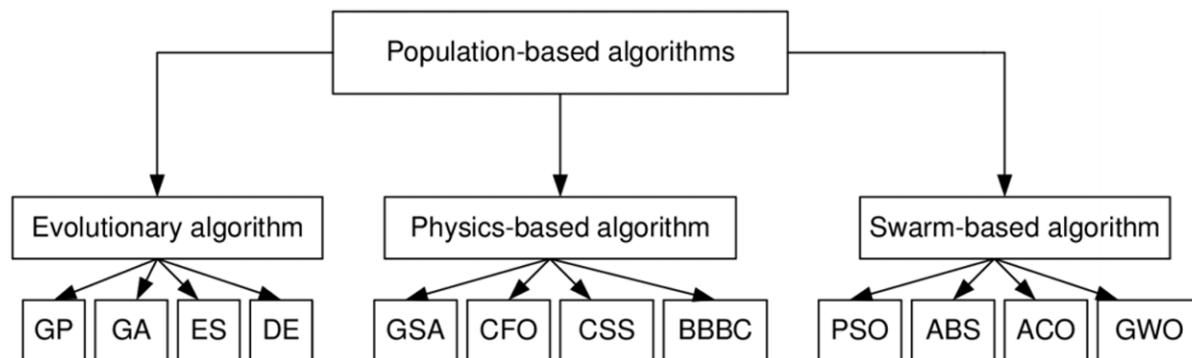 Population-based algorithms
Evolutionary algorithm
Physics-based algorithm
Swarm-based algorithm
GP
GA
ES
DE
GSA
CFO
CSS
BBBC
PSO
ABS
ACO
GWO